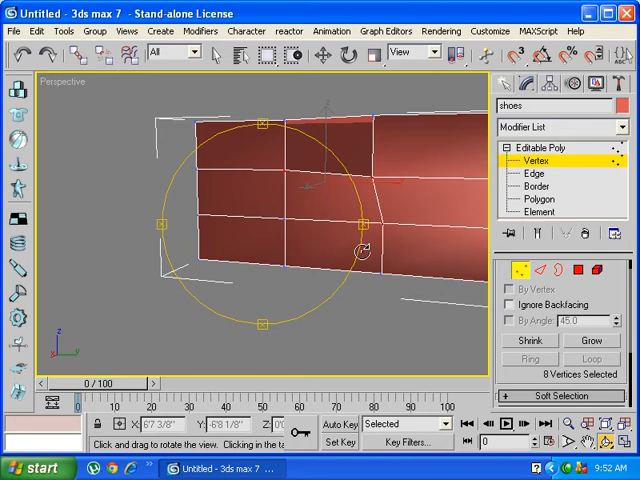 Untitled - 3ds max 7 - Stand-alone License
File Edit Tools Group Views Create Modifiers Character reactor Animation Graph Editors Rendering Customize MAXScript Help
All View
Perspective
z
z
x y
shoes
Modifier List
Editable Poly
Vertex
Edge
Border
Polygon
Element
By Vertex
Ignore Backfacing
By Angle: 45.0
Shrink Grow
Ring Loop
8 Vertices Selected
+ Soft Selection
0 / 100
0 10 20 30 40 50 60 70 80 90 100
X: 6'7 3/8" Y: -6'8 1/8" Z:
Auto Key Selected
Click and drag to rotate the view. Clicking in the ta
Set Key Key Filters... 0
start Untitled - 3ds max 7 ... 9:52 AM